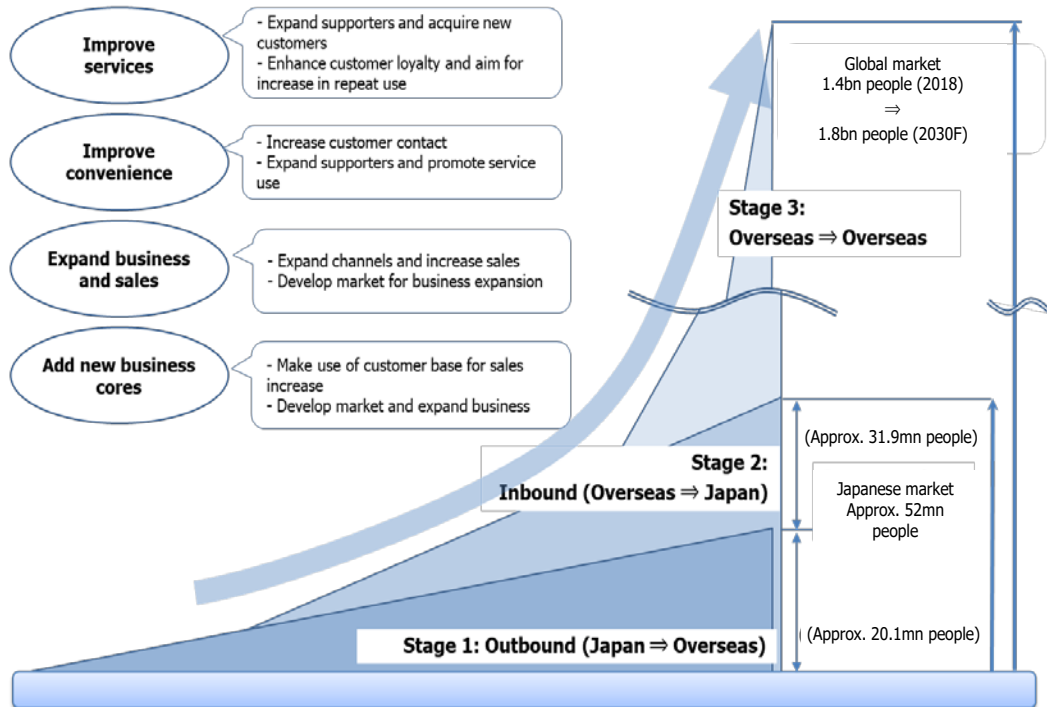 Improve
services
- Expand supporters and acquire new
customers
- Enhance customer loyalty and aim for
increase in repeat use
Improve
convenience
- Increase customer contact
- Expand supporters and promote service
use
Expand business
and sales
- Expand channels and increase sales
- Develop market for business expansion
Add new business
cores
- Make use of customer base for sales
increase
- Develop market and expand business
Global market
1.4bn people (2018)
⇒
1.8bn people (2030F)
Stage 3:
Overseas ⇒ Overseas
(Approx. 31.9mn people)
Stage 2:
Inbound (Overseas ⇒ Japan)
Japanese market
Approx. 52mn
people
Stage 1: Outbound (Japan ⇒ Overseas)
(Approx. 20.1mn people)